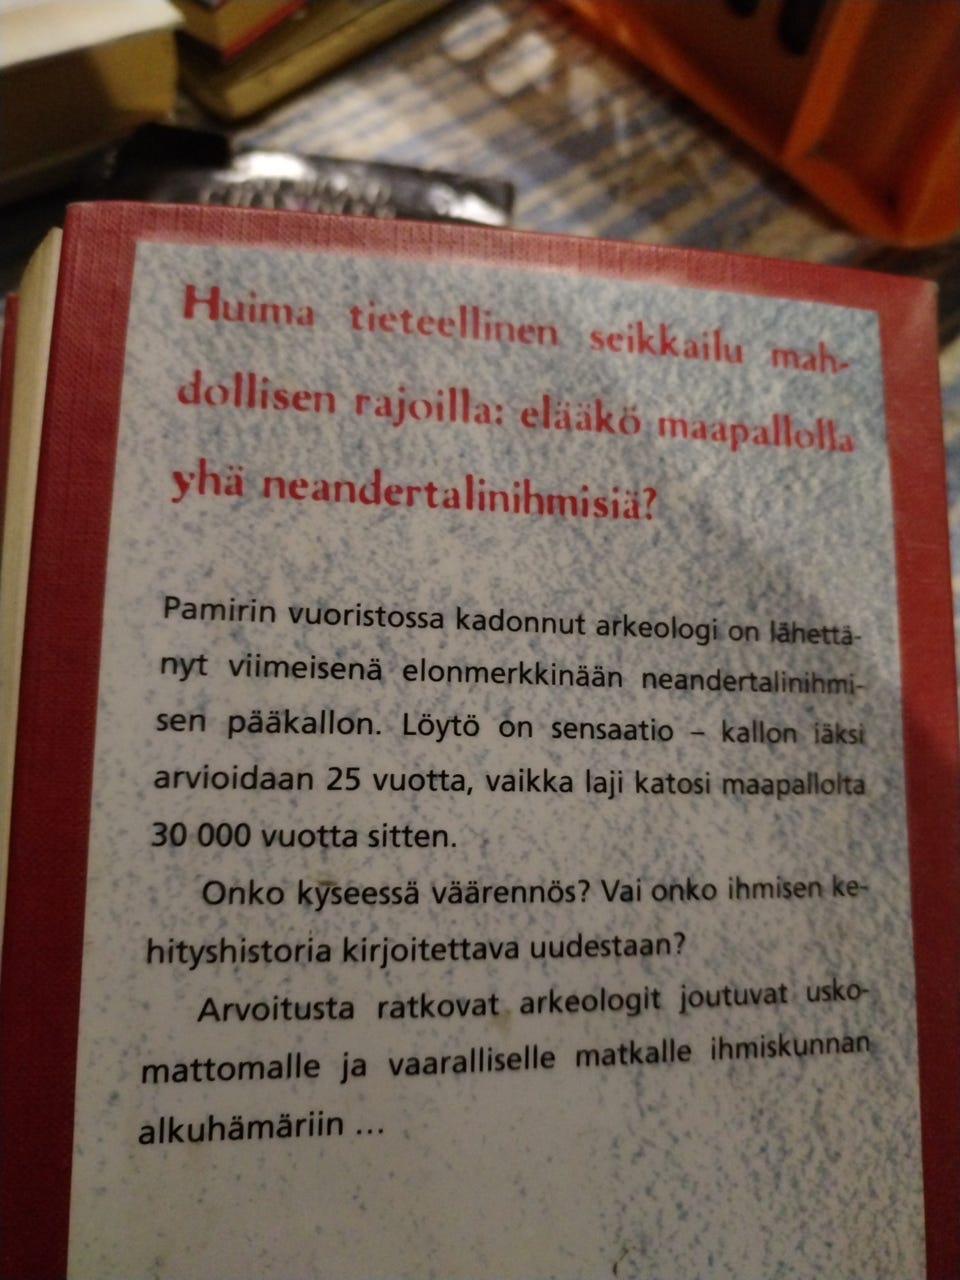 Huima tieteellinen seikkailu mah-
dollisen rajoilla: elääkö maapallolla
yhä neandertalinihmisiä?
Pamirin vuoristossa kadonnut arkeologi on lähettä-
nyt viimeisenä elonmerkkinään neandertalinihmi-
sen pääkallon. Löytö on sensaatio – kallon iäksi
arvioidaan 25 vuotta, vaikka laji katosi maapallolta
30 000 vuotta sitten.
Onko kyseessä väärennös? Vai onko ihmisen ke-
hityshistoria kirjoitettava uudestaan?
Arvoitusta ratkovat arkeologit joutuvat usko-
mattomalle ja vaaralliselle matkalle ihmiskunnan
alkuhämäriin ...